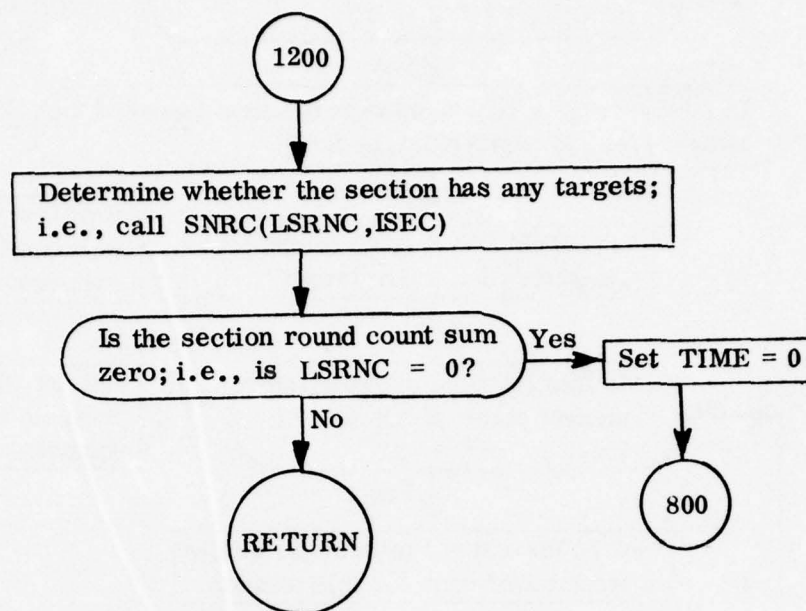 1200
Determine whether the section has any targets;
i.e., call SNRC(LSRNC,ISEC)
Is the section round count sum
zero; i.e., is LSRNC = 0?
Yes
Set TIME = 0
No
800
RETURN